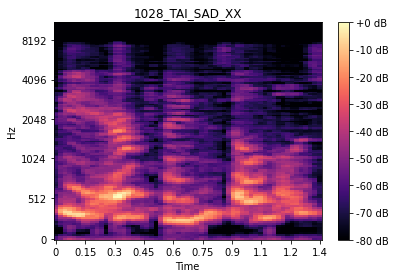 1028_TAI_SAD_XX
Hz
8192
4096
2048
1024
512
0
0 0.15 0.3 0.45 0.6 0.75 0.9 1.1 1.2 1.4
Time
+0 dB
-10 dB
-20 dB
-30 dB
-40 dB
-50 dB
-60 dB
-70 dB
-80 dB